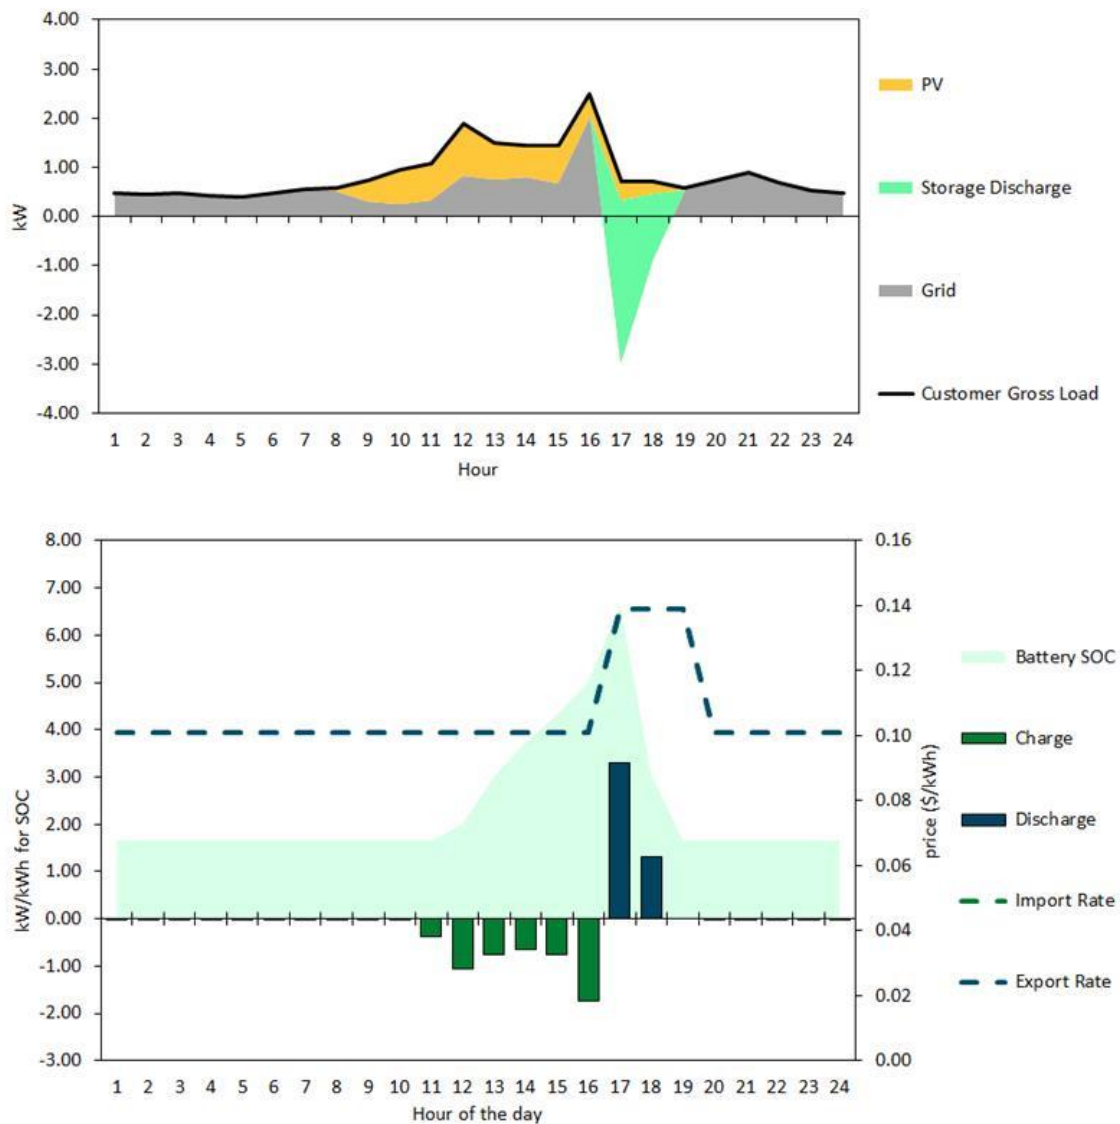 4.00
3.00
2.00
1.00
0.00
-1.00
-2.00
-3.00
-4.00
kW
1 2 3 4 5 6 7 8 9 10 11 12 13 14 15 16 17 18 19 20 21 22 23 24
Hour
PV
Storage Discharge
Grid
Customer Gross Load
8.00
7.00
6.00
5.00
4.00
3.00
2.00
1.00
0.00
-1.00
-2.00
-3.00
kW/kWh for SOC
0.16
0.14
0.12
0.10
0.08
0.06
0.04
0.02
0.00
price ($/kWh)
1 2 3 4 5 6 7 8 9 10 11 12 13 14 15 16 17 18 19 20 21 22 23 24
Hour of the day
Battery SOC
Charge
Discharge
Import Rate
Export Rate